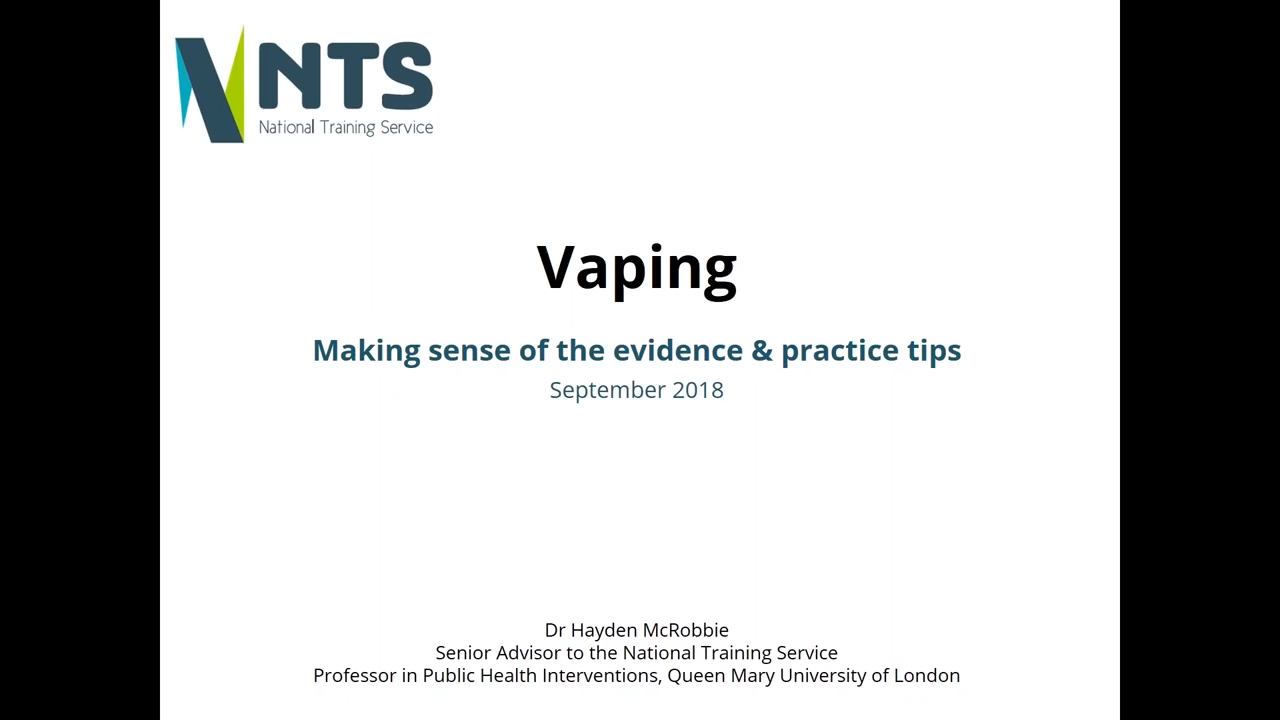 NTS
National Training Service
Vaping
Making sense of the evidence & practice tips
September 2018
Dr Hayden McRobbie
Senior Advisor to the National Training Service
Professor in Public Health Interventions, Queen Mary University of London